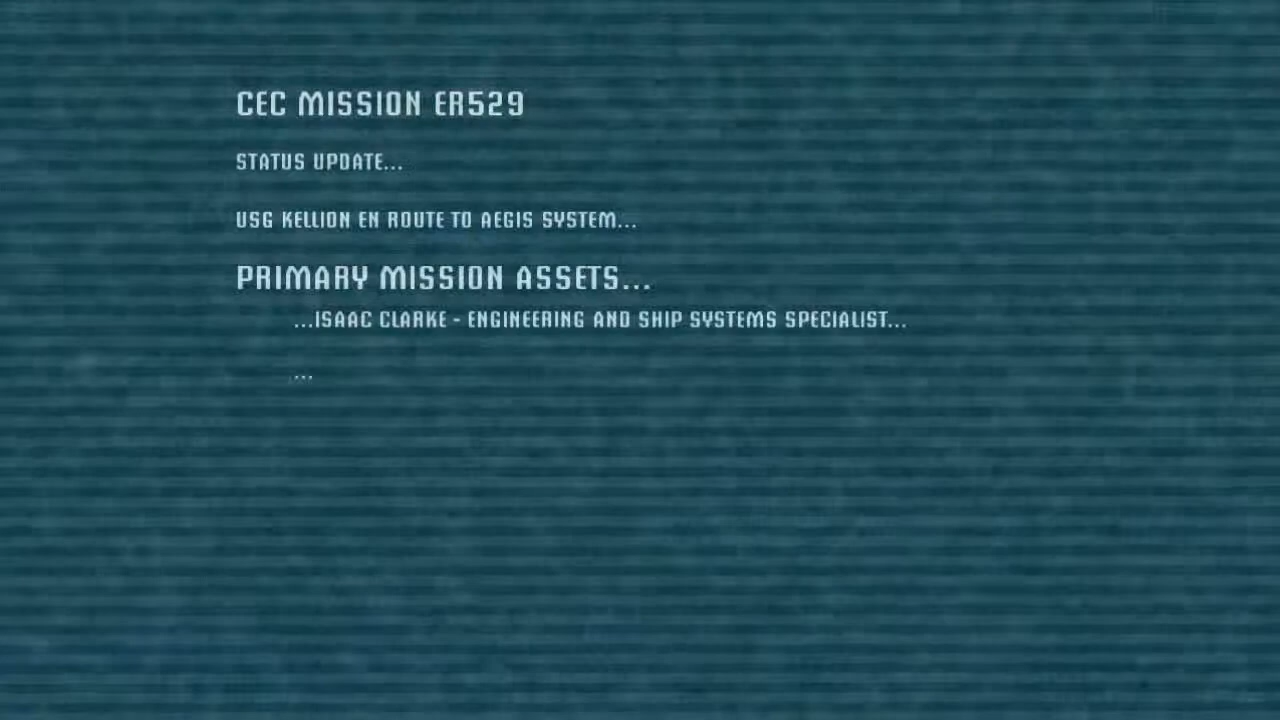 CEC MISSION ER529
STATUS UPDATE...
USG KELLION EN ROUTE TO AEGIS SYSTEM...
PRIMARY MISSION ASSETS...
...ISAAC CLARKE - ENGINEERING AND SHIP SYSTEMS SPECIALIST...
...